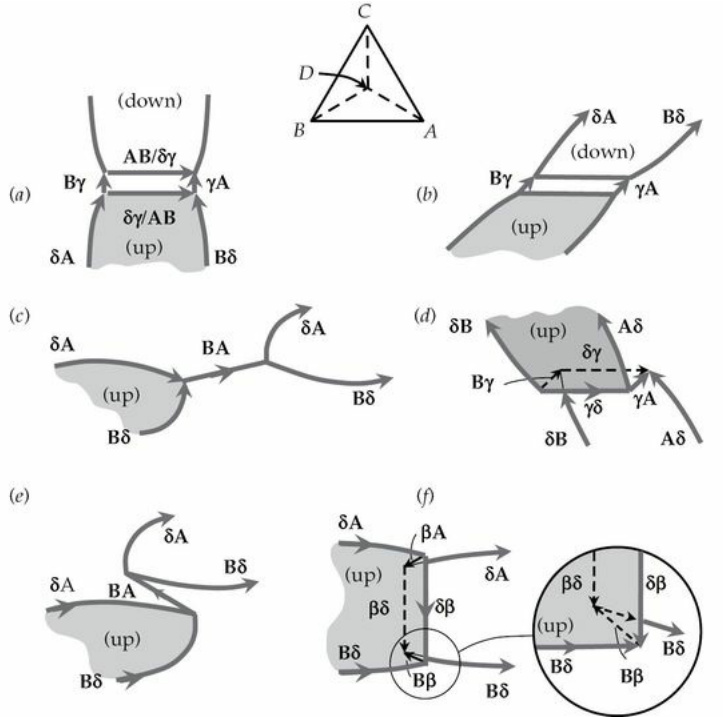 C
D
B
A
(a)
(down)
AB/δγ
Bγ
γA
δγ/AB
(up)
δA
Bδ
(b)
δA
Bδ
(down)
Bγ
γA
(up)
(c)
δA
(up)
Bδ
BA
δA
Bδ
(d)
δB
(up)
Aδ
δγ
Bγ
γδ
γA
δB
Aδ
(e)
δA
Bδ
δA
BA
(up)
Bδ
(f)
δA
βA
(up)
δA
βδ
δβ
Bδ
Bβ
Bδ
βδ
δβ
(up)
Bδ
Bβ
Bδ